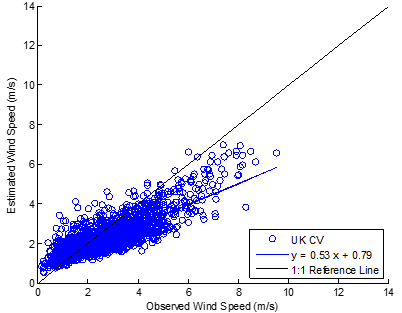 14
12
10
8
6
4
2
0
0 2 4 6 8 10 12 14
Estimated Wind Speed (m/s)
Observed Wind Speed (m/s)
UK CV
y = 0.53 x + 0.79
1:1 Reference Line